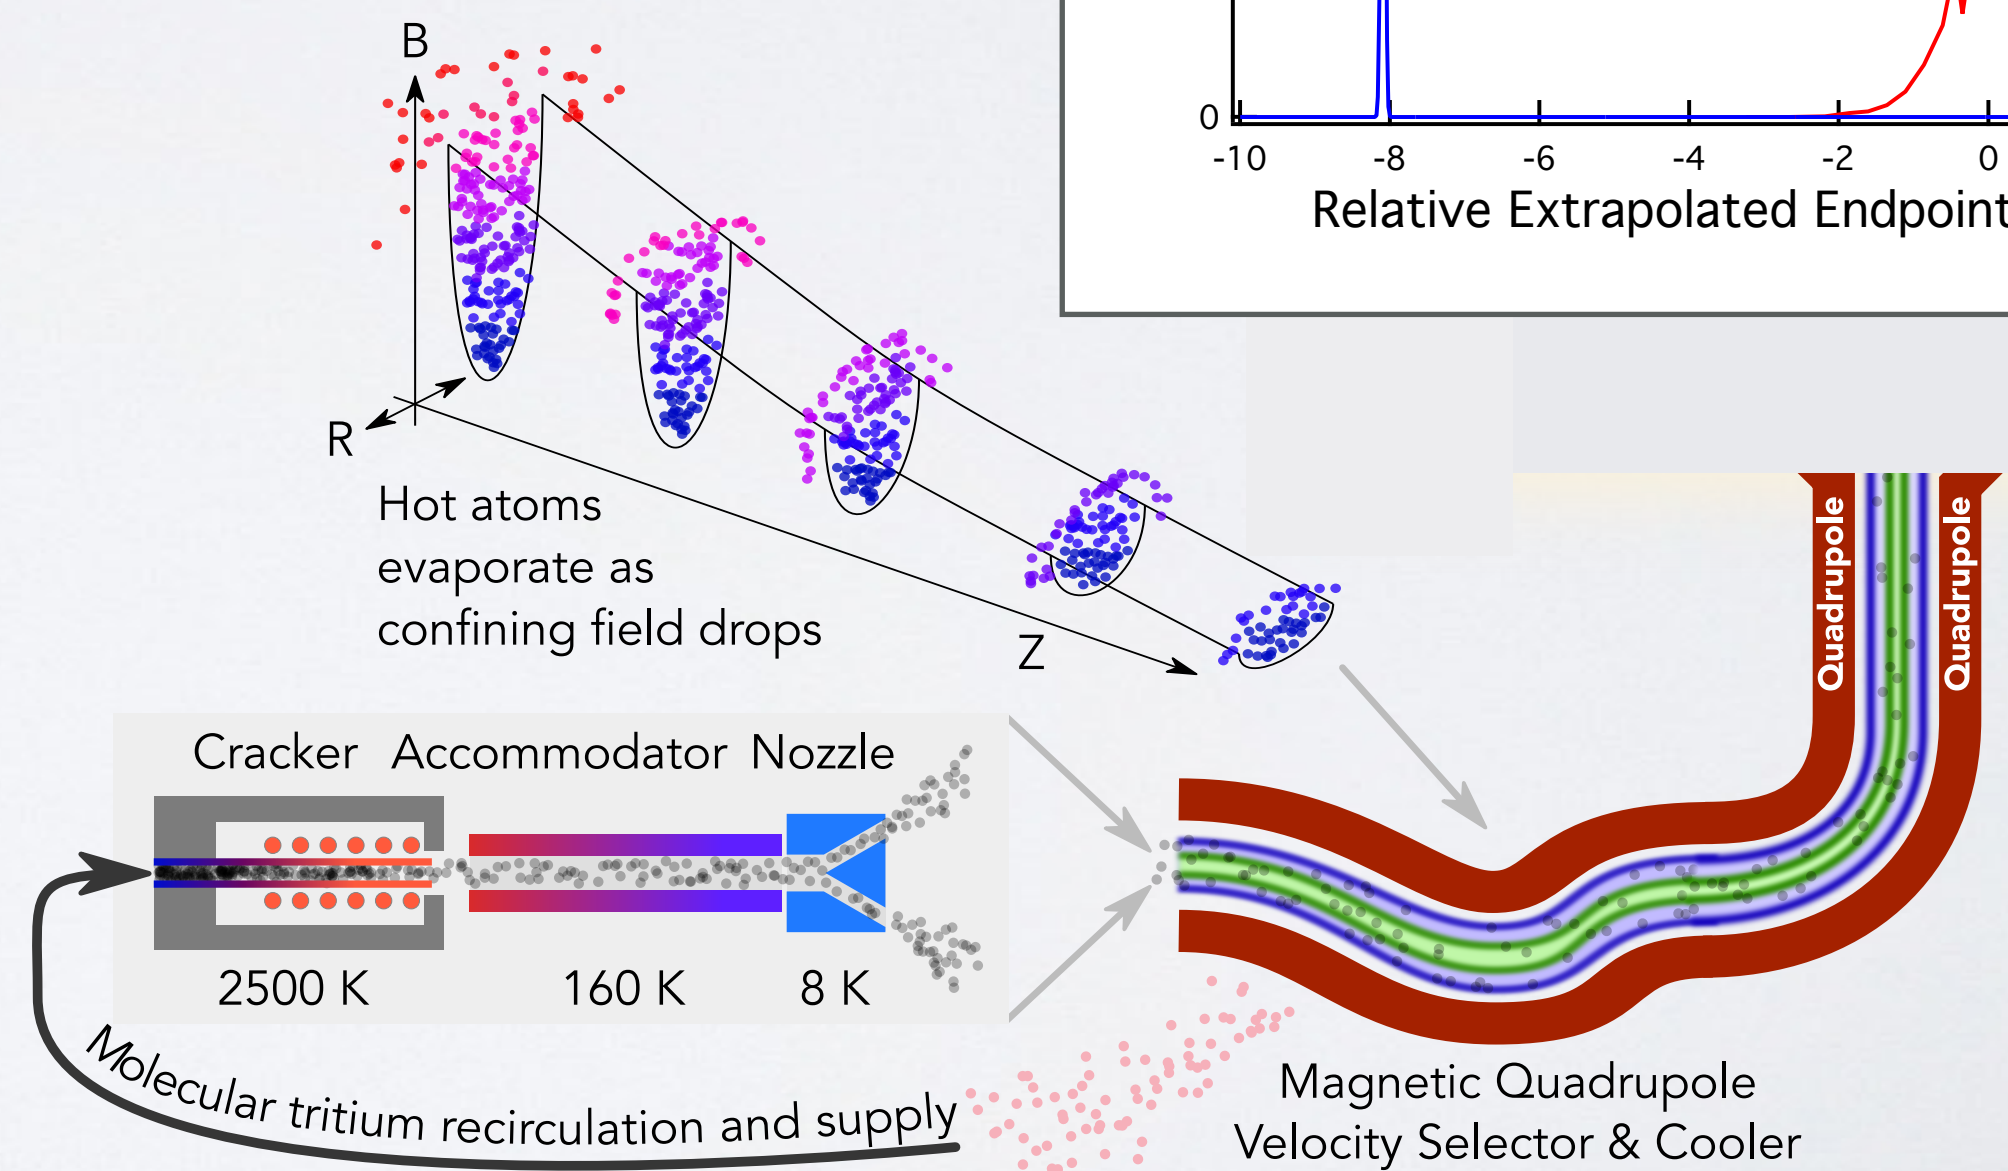 B
R
Z
Hot atoms
evaporate as
confining field drops
0
-10 -8 -6 -4 -2 0
Relative Extrapolated Endpoint
Quadrupole
Quadrupole
Cracker Accommodator Nozzle
2500 K 160 K 8 K
Molecular tritium recirculation and supply
Magnetic Quadrupole
Velocity Selector & Cooler